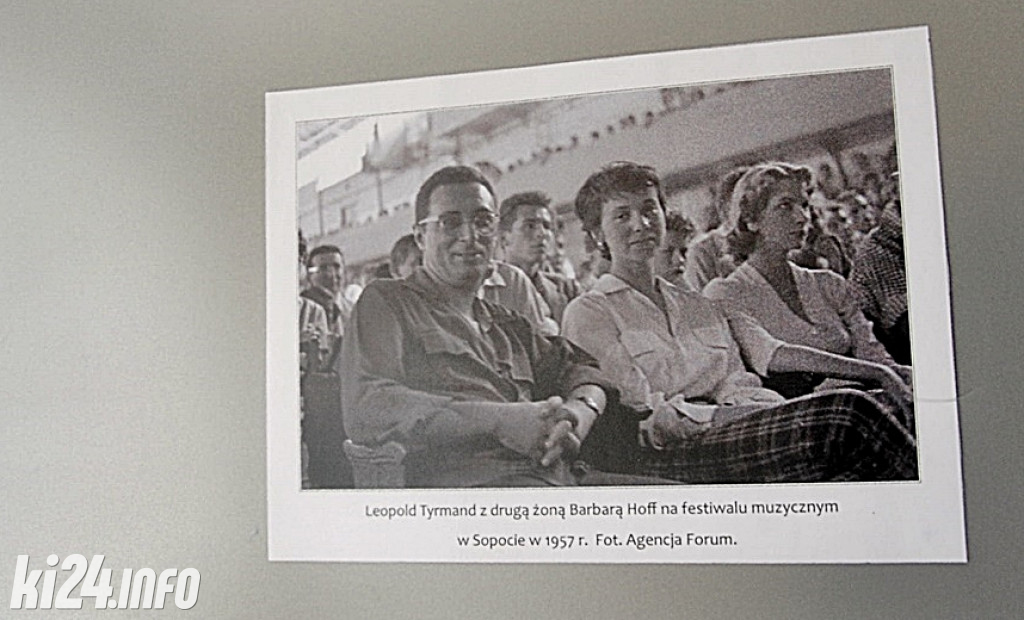 Leopold Tyrmand z drugą żoną Barbarą Hoff na festiwalu muzycznym
w Sopocie w 1957 r. Fot. Agencja Forum.
ki24.info